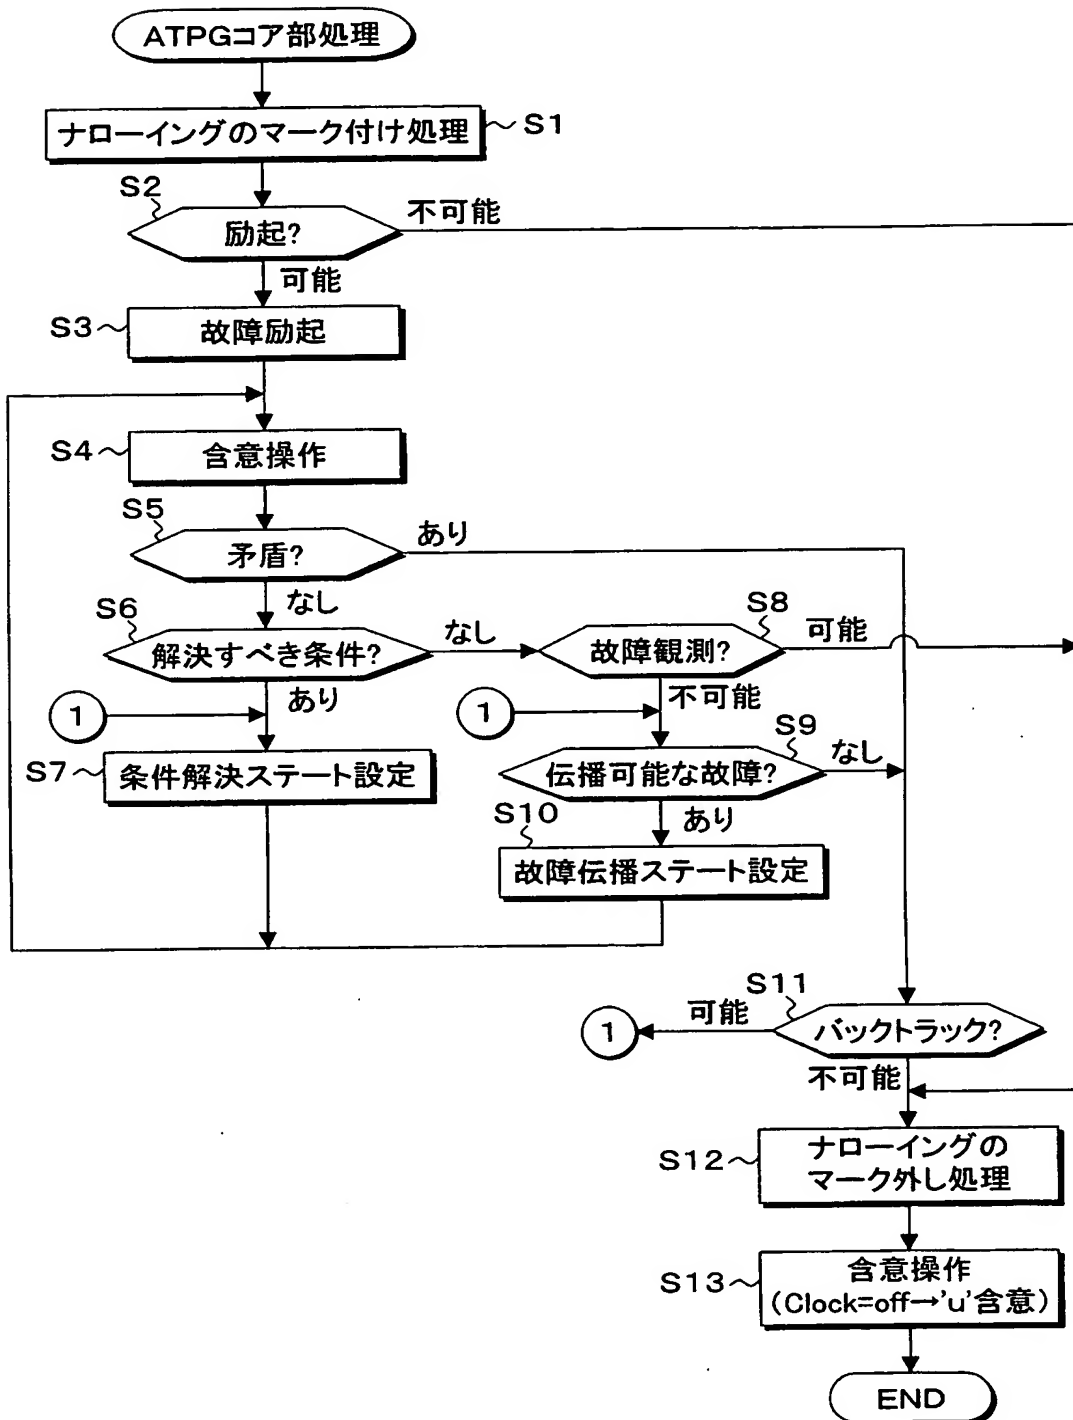 ATPGコア部処理
ナローイングのマーク付け処理
S1
S2
励起?
不可能
可能
S3
故障励起
S4
含意操作
S5
矛盾?
あり
なし
S6
解決すべき条件?
なし
S8
故障観測?
可能
あり
不可能
1
1
S7
条件解決ステート設定
S9
伝播可能な故障?
なし
あり
S10
故障伝播ステート設定
S11
バックトラック?
可能
1
不可能
S12
ナローイングの
マーク外し処理
S13
含意操作
(Clock=off→'u'含意)
END